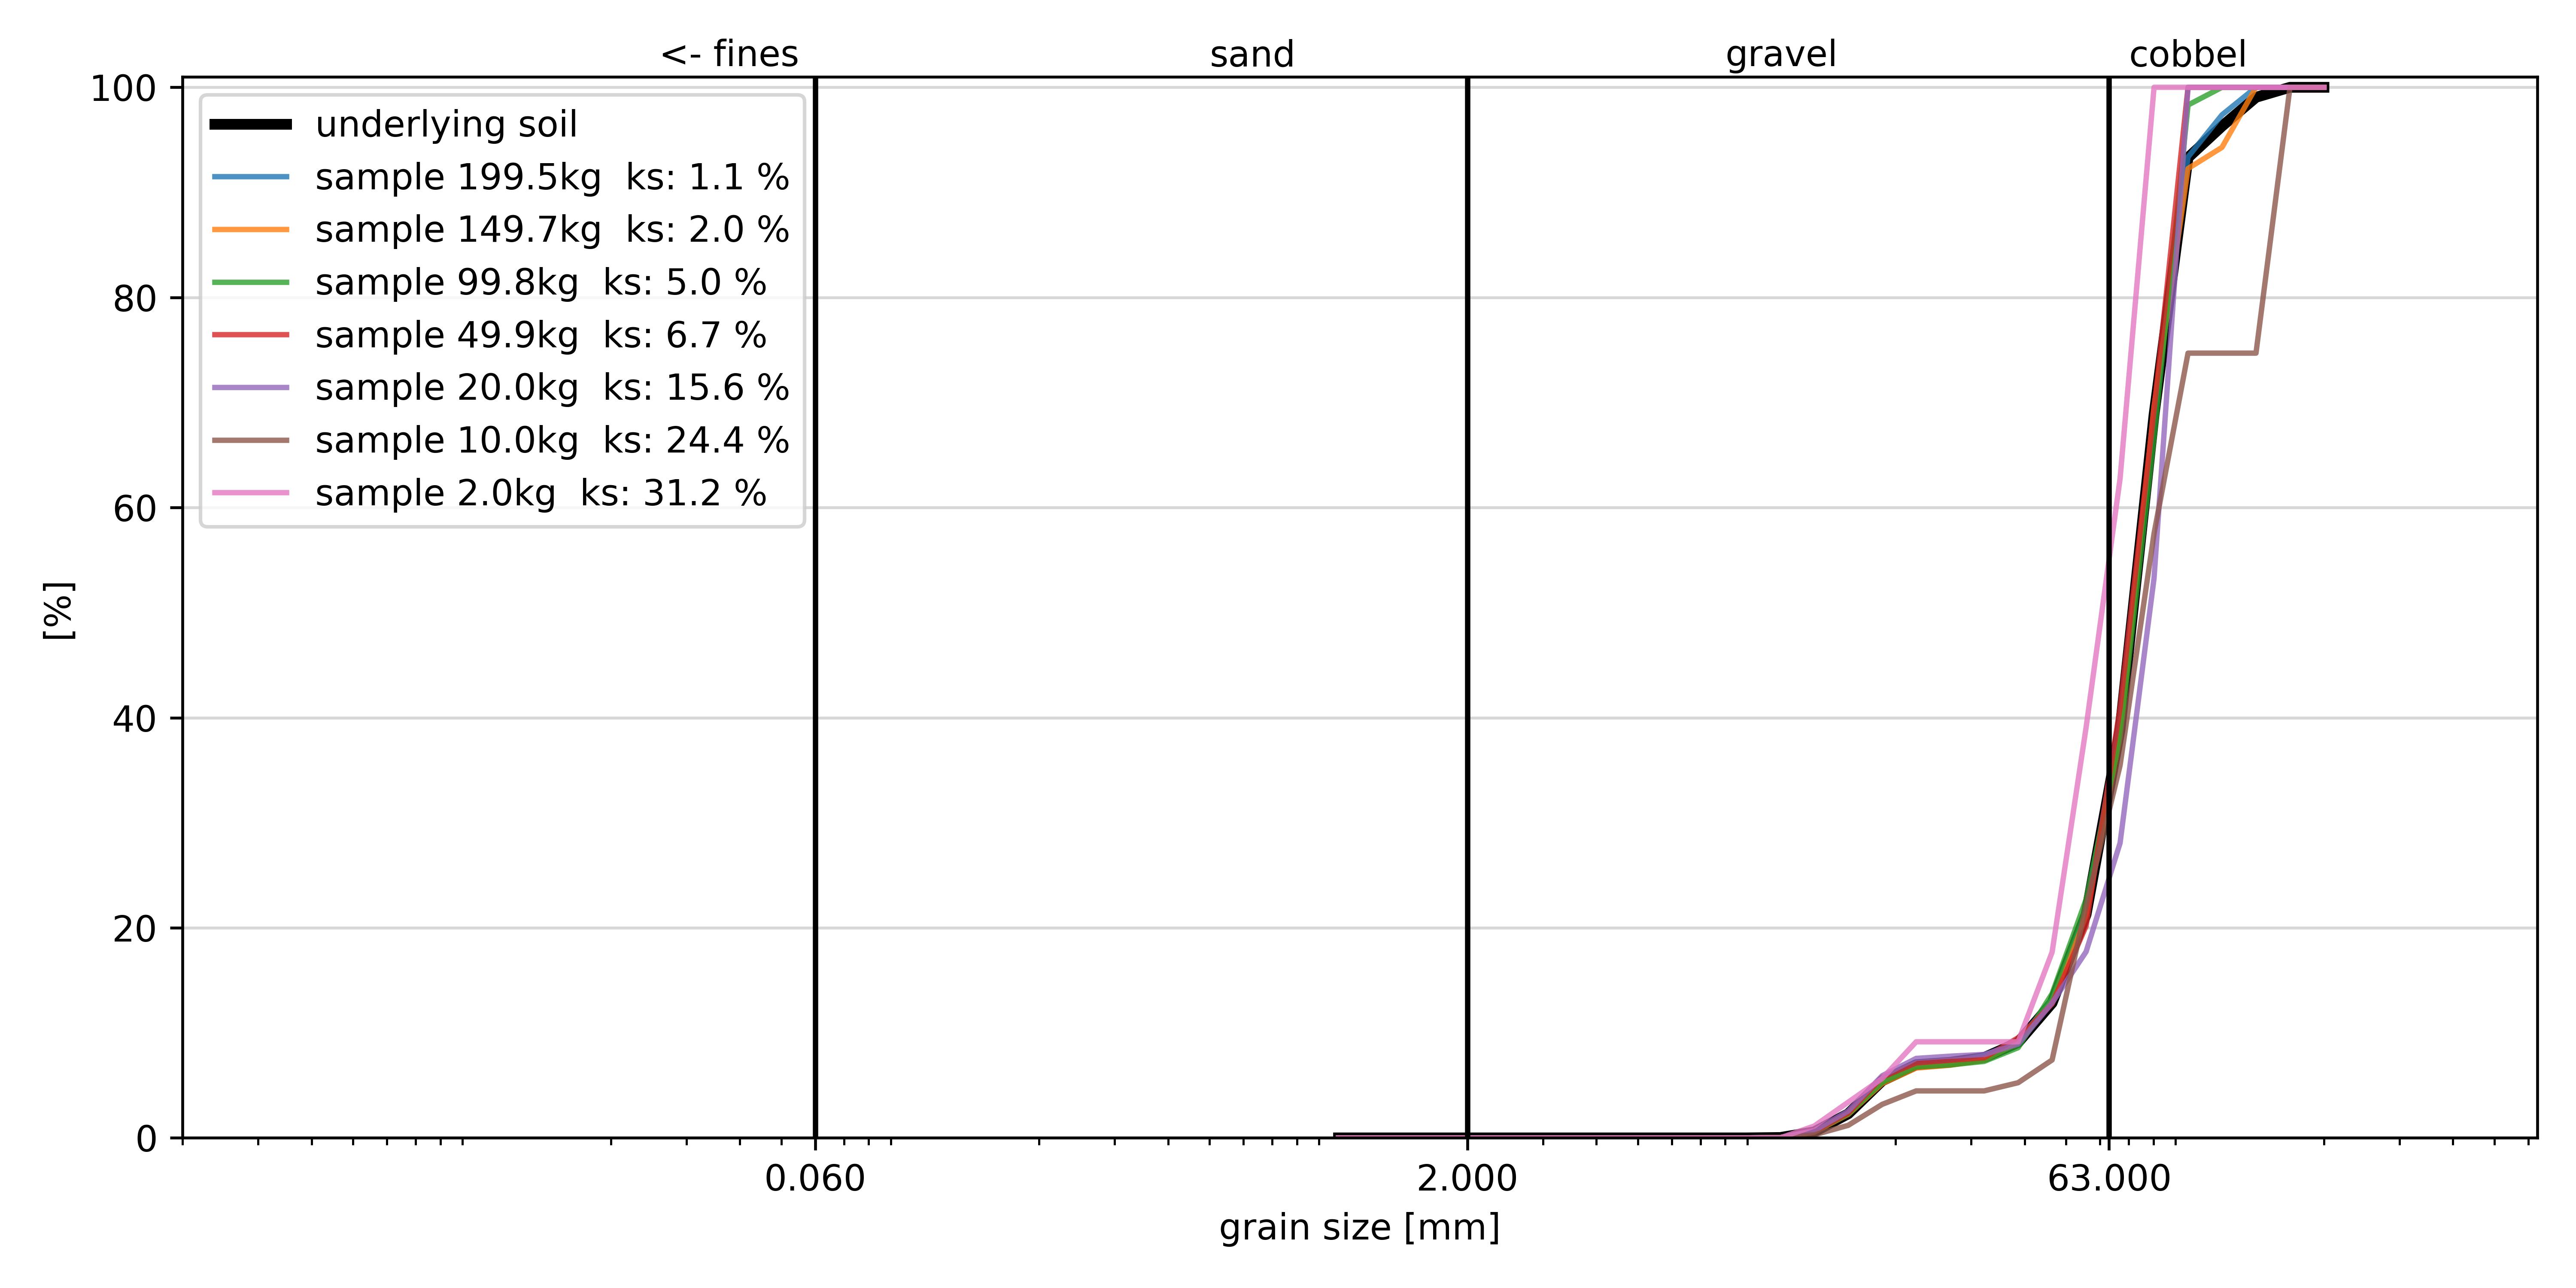 <- fines sand gravel cobbel
100
80
60
40
20
0
[%]
underlying soil
sample 199.5kg  ks: 1.1 %
sample 149.7kg  ks: 2.0 %
sample 99.8kg  ks: 5.0 %
sample 49.9kg  ks: 6.7 %
sample 20.0kg  ks: 15.6 %
sample 10.0kg  ks: 24.4 %
sample 2.0kg  ks: 31.2 %
0.060 2.000 63.000
grain size [mm]